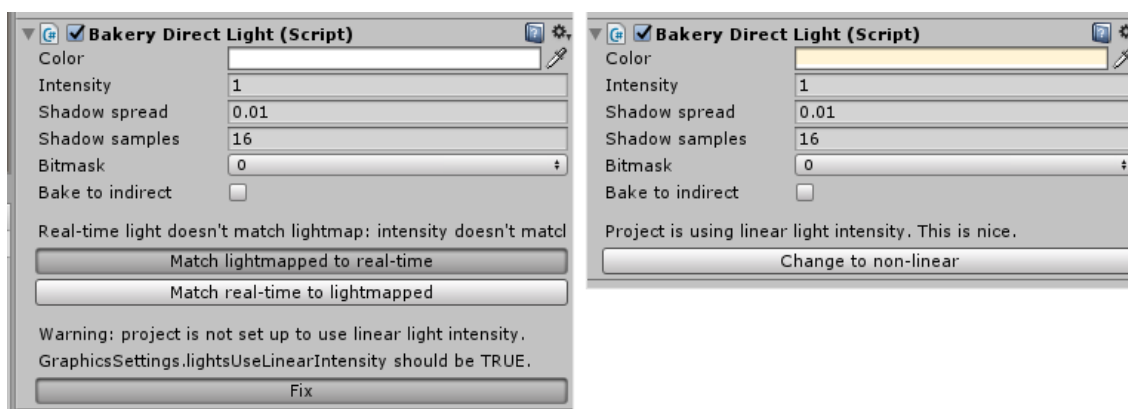 Bakery Direct Light (Script)
Color
Intensity 1
Shadow spread 0.01
Shadow samples 16
Bitmask 0
Bake to indirect
Real-time light doesn't match lightmap: intensity doesn't matcl
Match lightmapped to real-time
Match real-time to lightmapped
Warning: project is not set up to use linear light intensity.
GraphicsSettings.lightsUseLinearIntensity should be TRUE.
Fix
Bakery Direct Light (Script)
Color
Intensity 1
Shadow spread 0.01
Shadow samples 16
Bitmask 0
Bake to indirect
Project is using linear light intensity. This is nice.
Change to non-linear